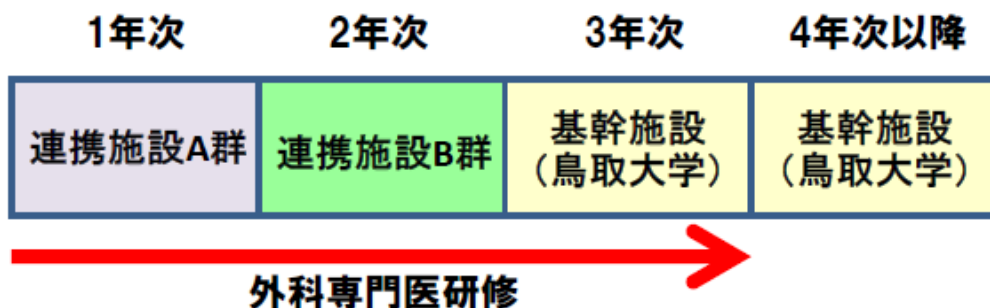 1年次 2年次 3年次 4年次以降
連携施設A群 連携施設B群 基幹施設 基幹施設
(鳥取大学) (鳥取大学)
外科専門医研修